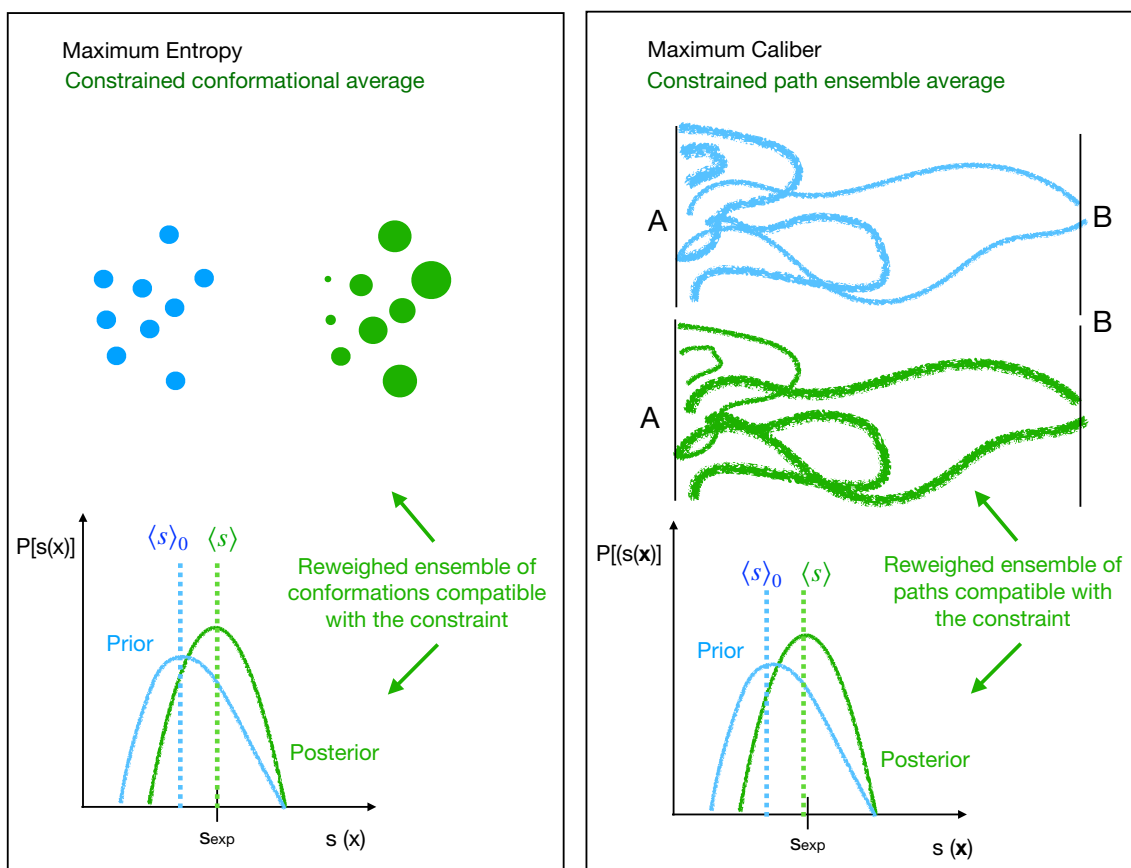 Maximum Entropy
Constrained conformational average
P[s(x)]
⟨s⟩₀
⟨s⟩
Reweighed ensemble of
conformations compatible
with the constraint
Prior
Posterior
sexp
s (x)
Maximum Caliber
Constrained path ensemble average
A
B
A
B
P[(s(x)]
⟨s⟩₀
⟨s⟩
Reweighed ensemble of
paths compatible with
the constraint
Prior
Posterior
sexp
s (x)